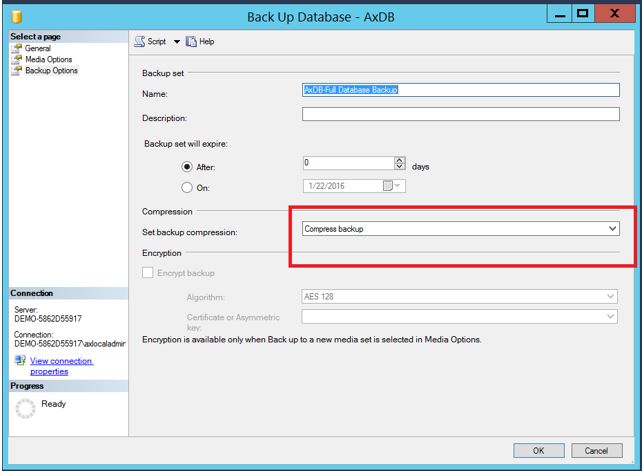 Back Up Database - AxDB
Select a page
General
Media Options
Backup Options
Script
Help
Backup set
Name:
AxDB-Full Database Backup
Description:
Backup set will expire:
After:
0
days
On:
1/22/2016
Compression
Set backup compression:
Compress backup
Encryption
Encrypt backup
Algorithm:
AES 128
Certificate or Asymmetric
key:
Encryption is available only when Back up to a new media set is selected in Media Options.
Connection
Server:
DEMO-5862D55917
Connection:
DEMO-5862D55917\axlocaladmir
View connection
properties
Progress
Ready
OK
Cancel